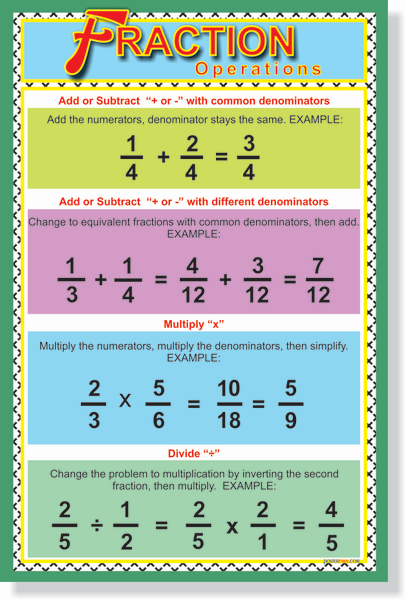 FRACTION
Operations
Add or Subtract “+ or -” with common denominators
Add the numerators, denominator stays the same. EXAMPLE:
1/4 + 2/4 = 3/4
Add or Subtract “+ or -” with different denominators
Change to equivalent fractions with common denominators, then add.
EXAMPLE:
1/3 + 1/4 = 4/12 + 3/12 = 7/12
Multiply “x”
Multiply the numerators, multiply the denominators, then simplify.
EXAMPLE:
2/3 x 5/6 = 10/18 = 5/9
Divide “÷”
Change the problem to multiplication by inverting the second
fraction, then multiply. EXAMPLE:
2/5 ÷ 1/2 = 2/5 x 2/1 = 4/5